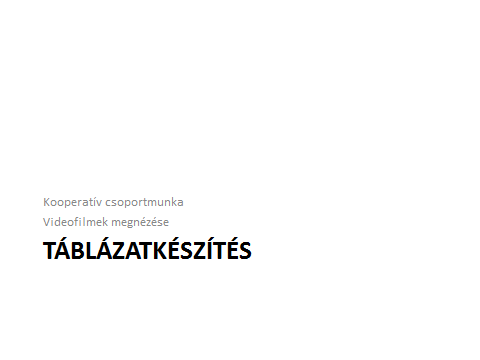 Kooperatív csoportmunka
Videofilmek megnézése
TÁBLÁZATKÉSZÍTÉS